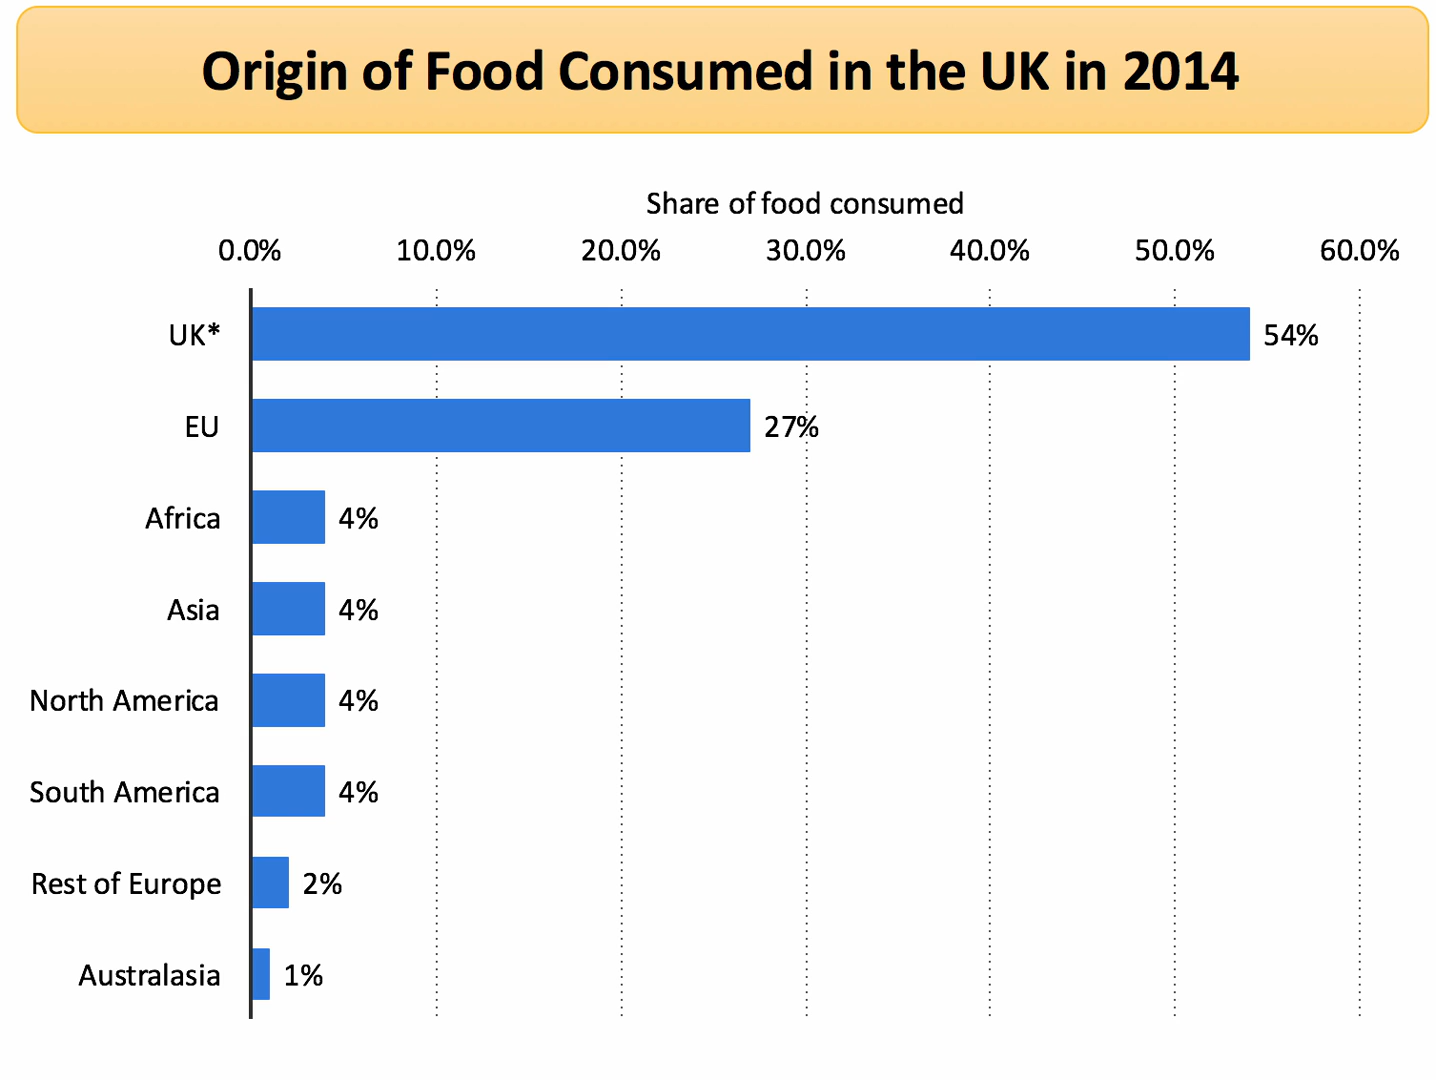 Origin of Food Consumed in the UK in 2014
Share of food consumed
0.0% 10.0% 20.0% 30.0% 40.0% 50.0% 60.0%
UK* 54%
EU 27%
Africa 4%
Asia 4%
North America 4%
South America 4%
Rest of Europe 2%
Australasia 1%